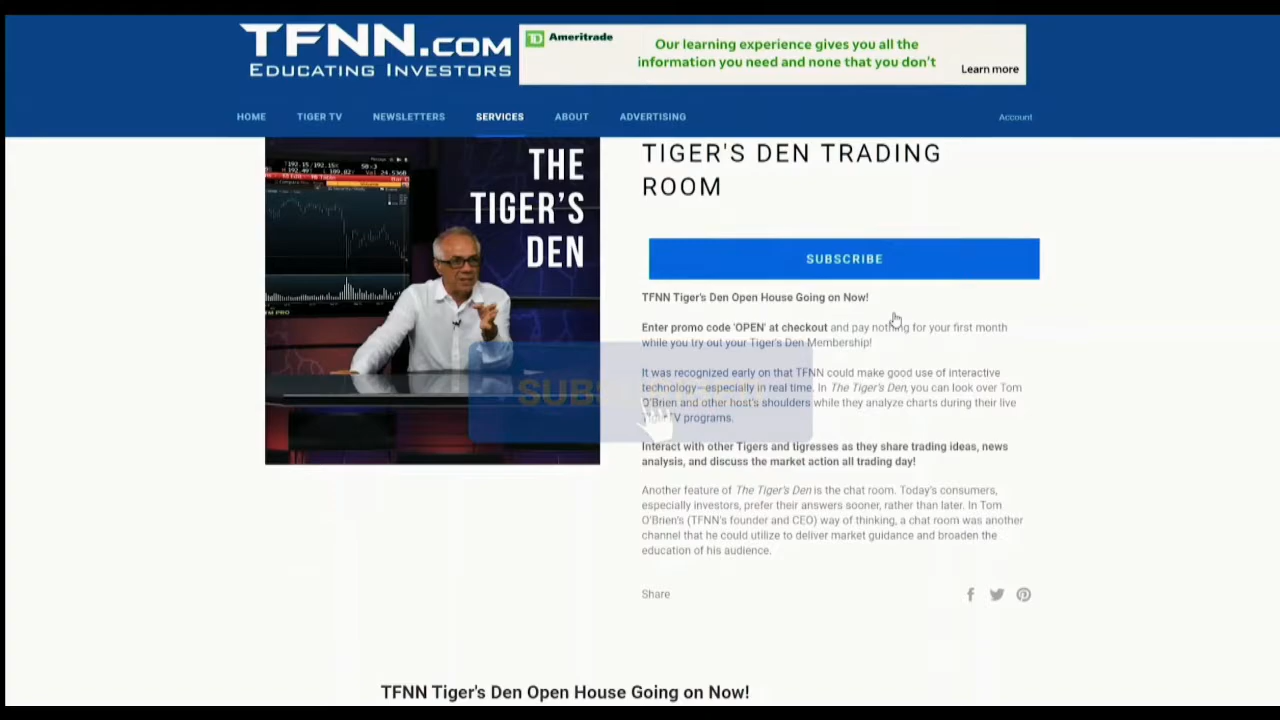 TFNN.COM
EDUCATING INVESTORS
TD Ameritrade
Our learning experience gives you all the
information you need and none that you don't
Learn more
HOME
TIGER TV
NEWSLETTERS
SERVICES
ABOUT
ADVERTISING
Account
THE
TIGER'S
DEN
TIGER'S DEN TRADING
ROOM
SUBSCRIBE
TFNN Tiger's Den Open House Going on Now!
Enter promo code 'OPEN' at checkout and pay nothing for your first month
while you try out your Tiger's Den Membership!
It was recognized early on that TFNN could make good use of interactive
technology—especially in real time. In The Tiger's Den, you can look over Tom
O'Brien and other host's shoulders while they analyze charts during their live
TV programs.
Interact with other Tigers and tigresses as they share trading ideas, news
analysis, and discuss the market action all trading day!
Another feature of The Tiger's Den is the chat room. Today's consumers,
especially investors, prefer their answers sooner, rather than later. In Tom
O'Brien's (TFNN's founder and CEO) way of thinking, a chat room was another
channel that he could utilize to deliver market guidance and broaden the
education of his audience.
Share
TFNN Tiger's Den Open House Going on Now!